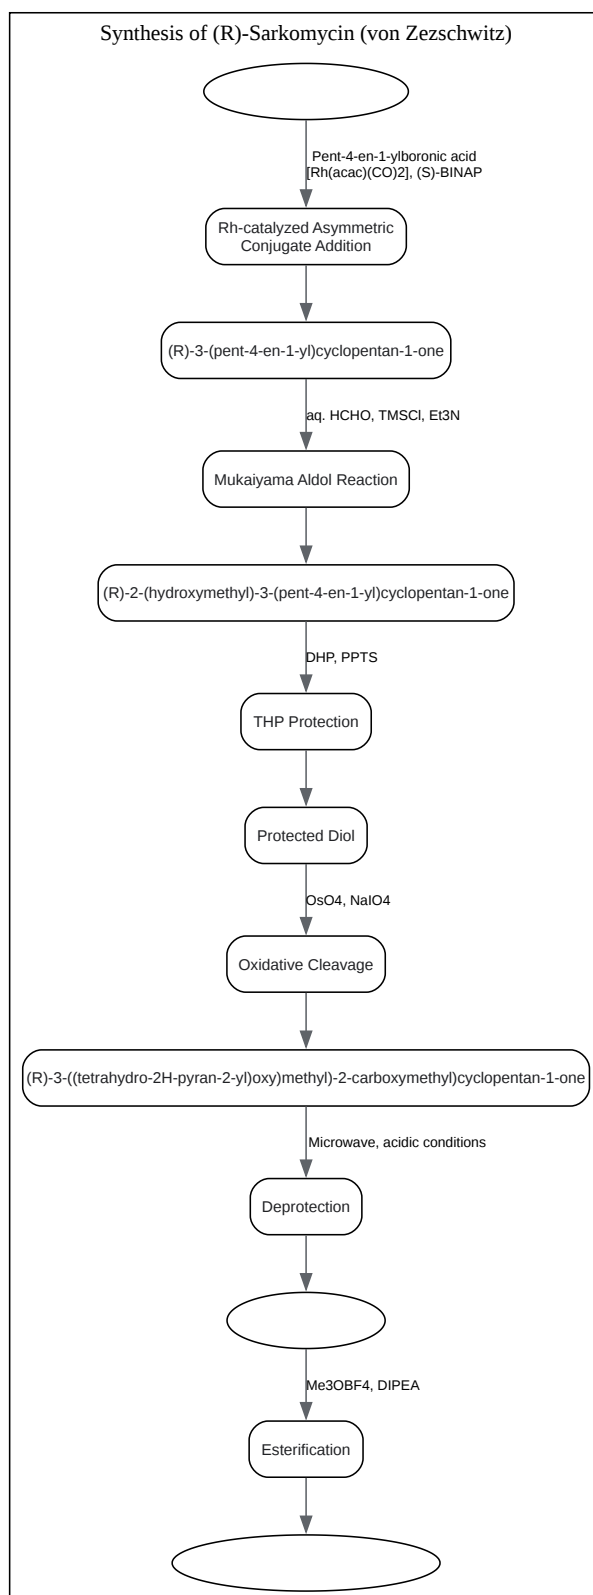 Synthesis of (R)-Sarkomycin (von Zezschwitz)
Pent-4-en-1-ylboronic acid
[Rh(acac)(CO)2], (S)-BINAP
Rh-catalyzed Asymmetric
Conjugate Addition
(R)-3-(pent-4-en-1-yl)cyclopentan-1-one
aq. HCHO, TMSCl, Et3N
Mukaiyama Aldol Reaction
(R)-2-(hydroxymethyl)-3-(pent-4-en-1-yl)cyclopentan-1-one
DHP, PPTS
THP Protection
Protected Diol
OsO4, NaIO4
Oxidative Cleavage
(R)-3-((tetrahydro-2H-pyran-2-yl)oxy)methyl)-2-carboxymethyl)cyclopentan-1-one
Microwave, acidic conditions
Deprotection
Me3OBF4, DIPEA
Esterification